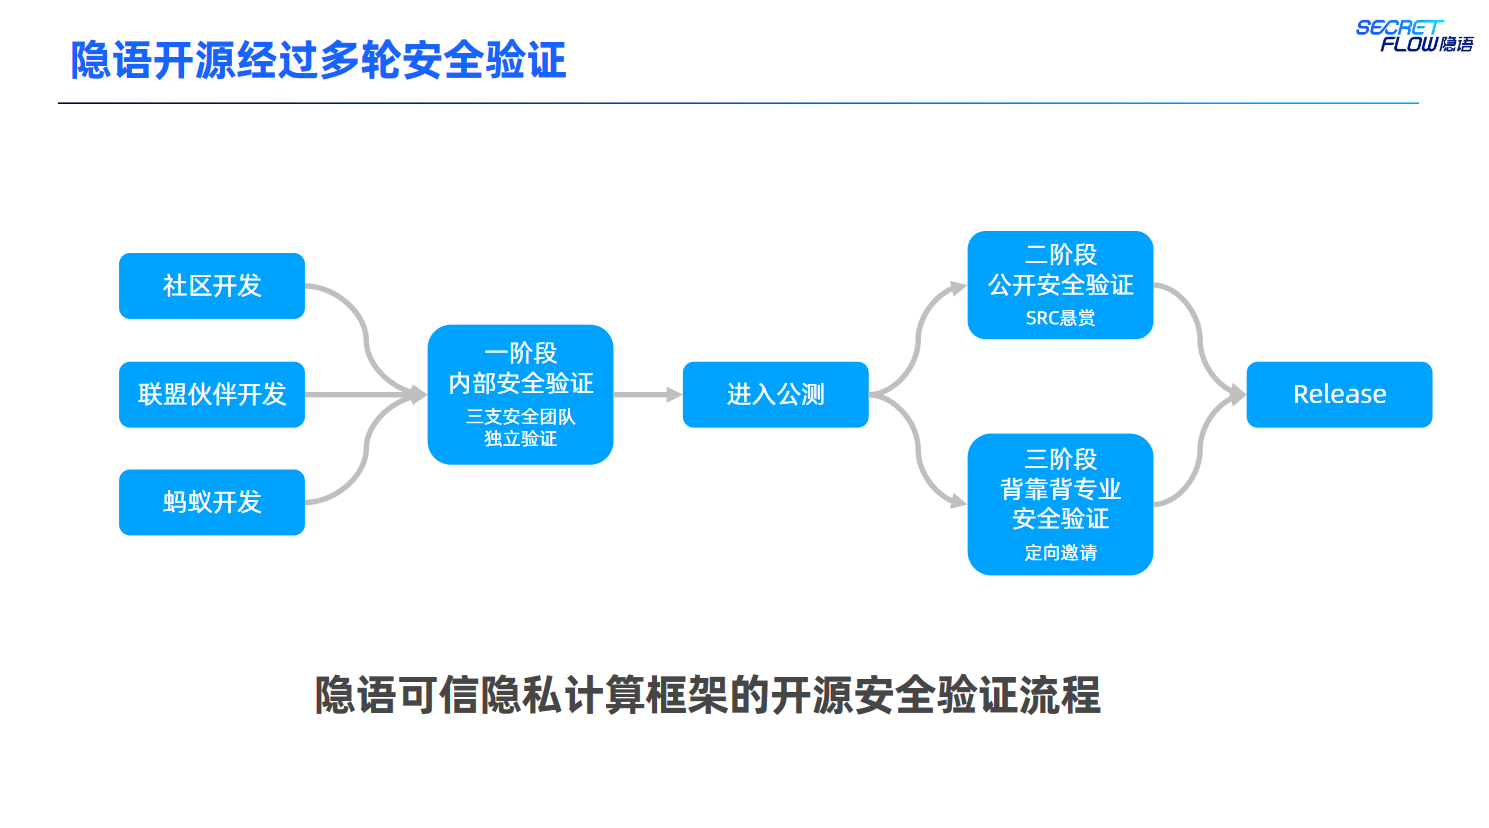 隐语开源经过多轮安全验证
SECRET
FLOW隐语
社区开发
联盟伙伴开发
蚂蚁开发
一阶段
内部安全验证
三支安全团队
独立验证
进入公测
二阶段
公开安全验证
SRC悬赏
三阶段
背靠背专业
安全验证
定向邀请
Release
隐语可信隐私计算框架的开源安全验证流程